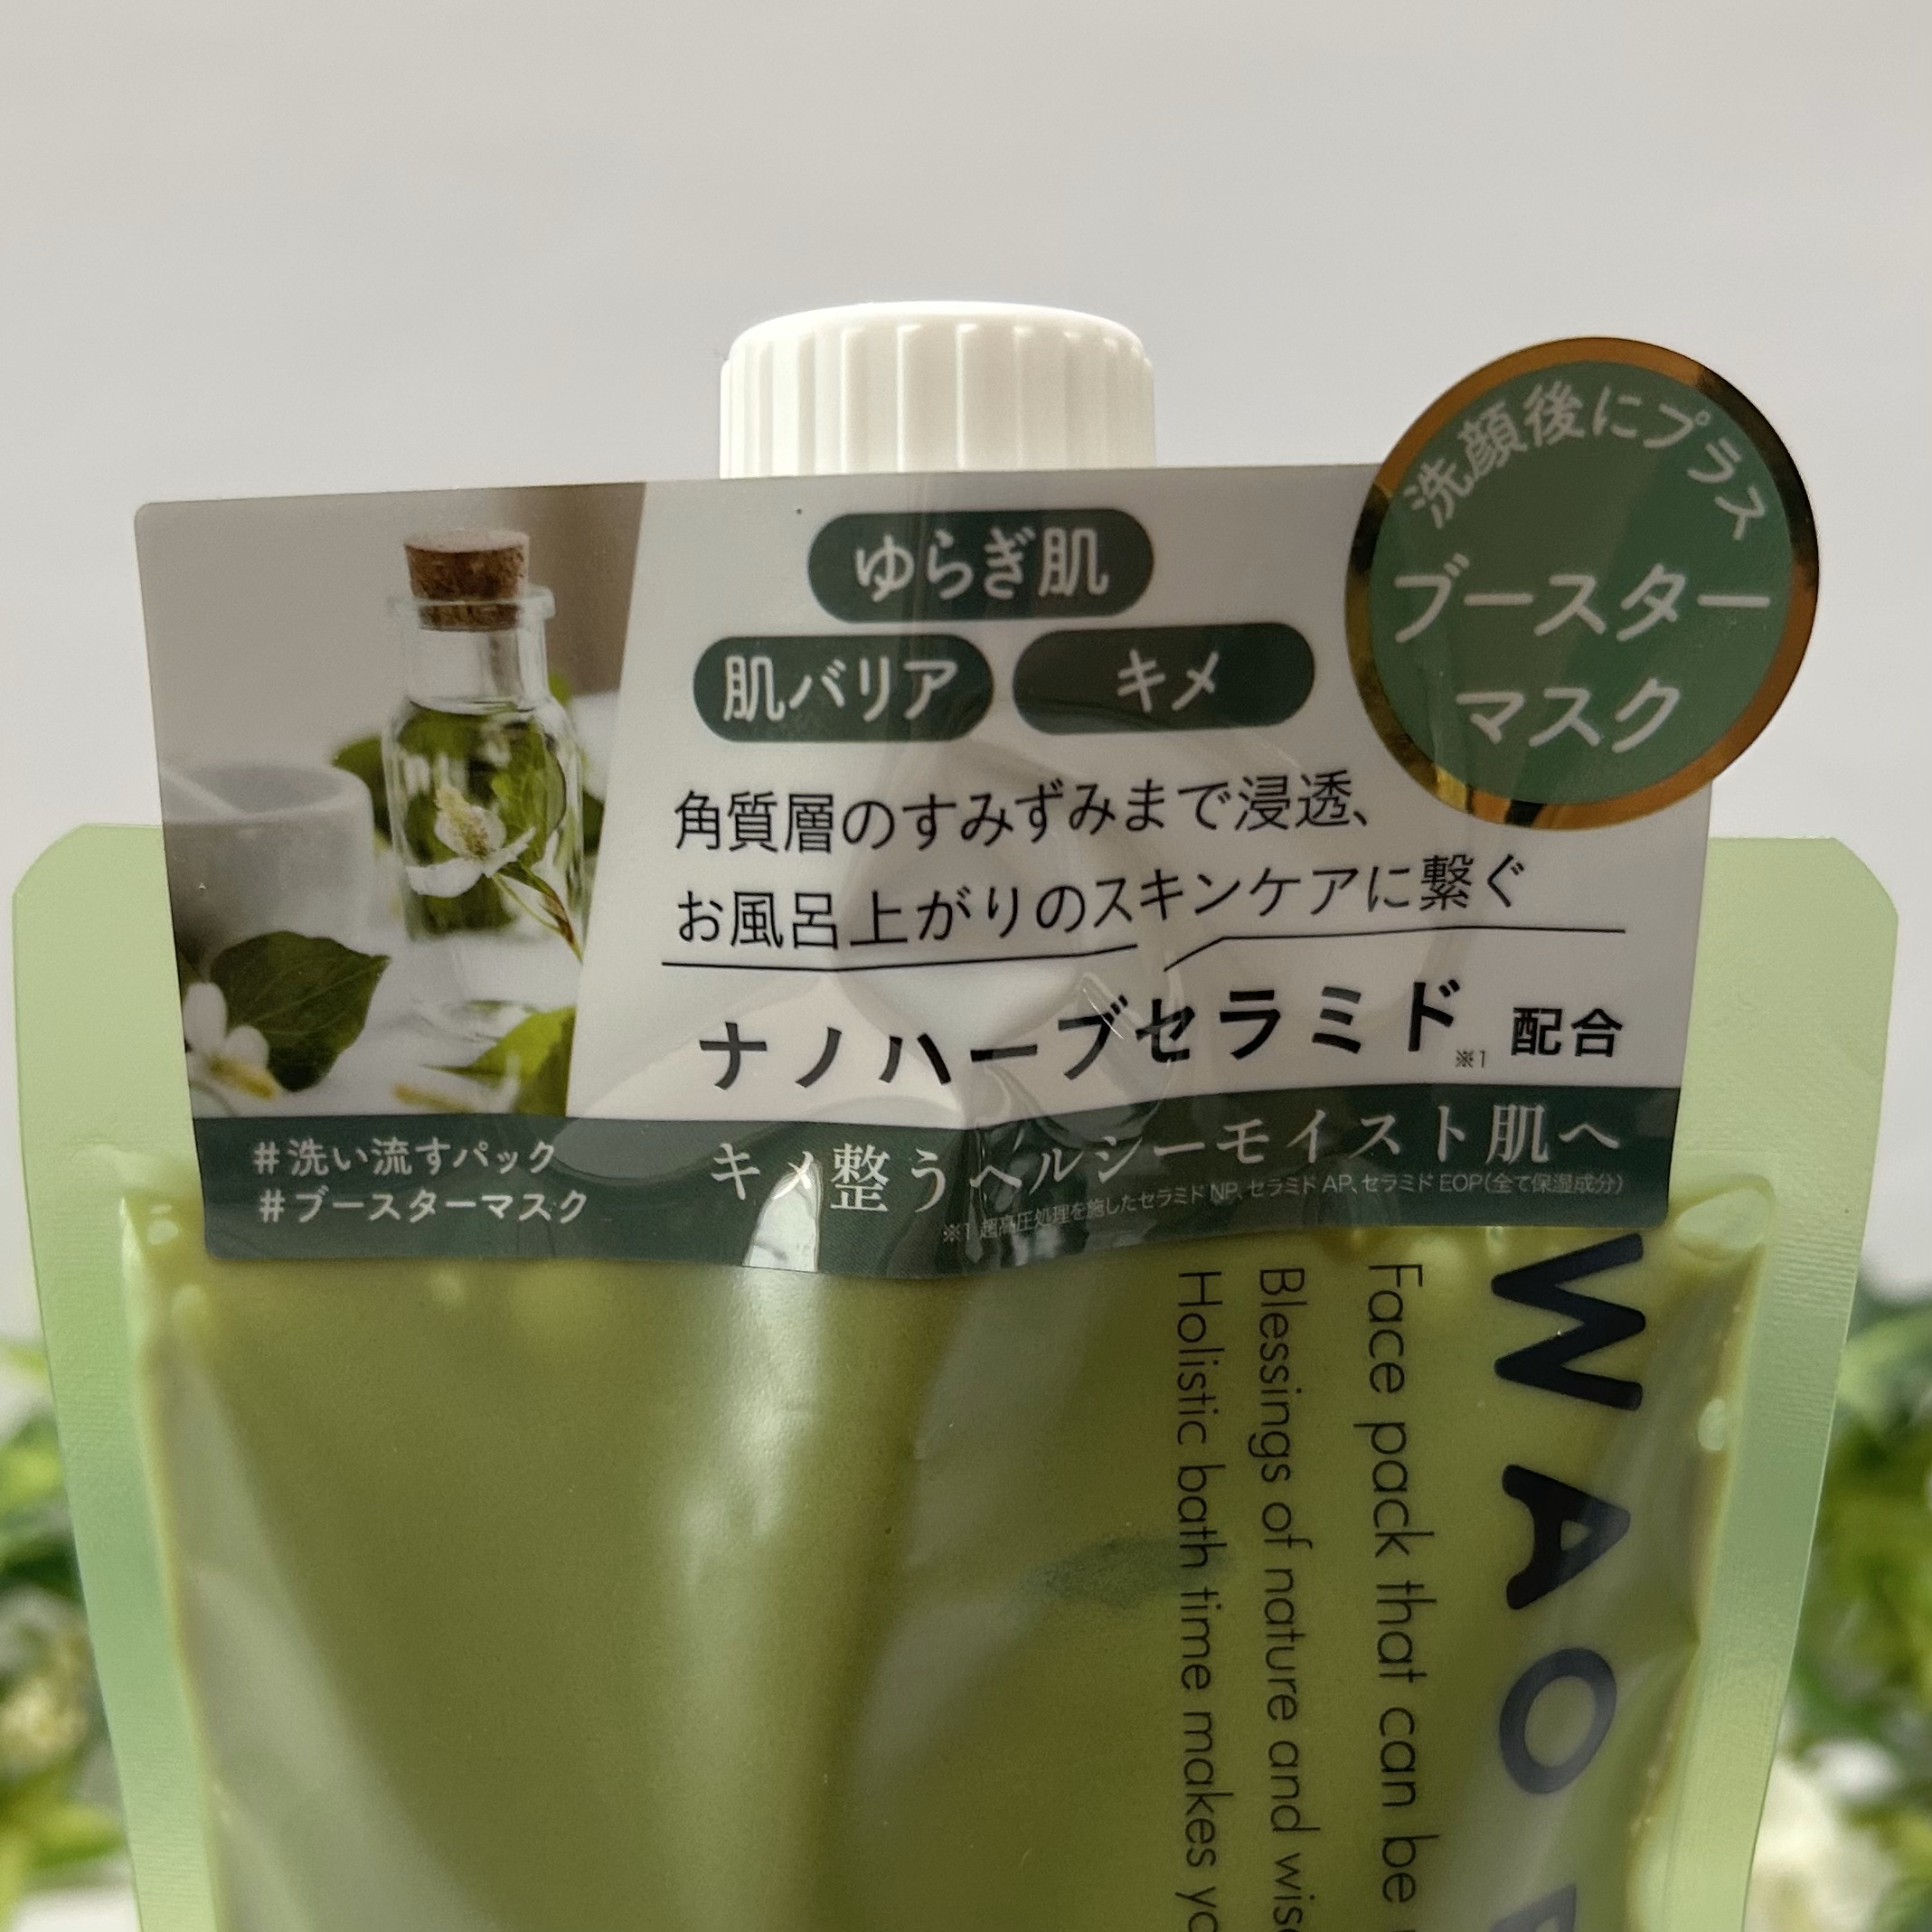 洗顔後にプラス
ブースター
マスク
ゆらぎ肌
肌バリア キメ
角質層のすみずみまで浸透、
お風呂上がりのスキンケアに繋ぐ
ナノハーブセラミド※1 配合
キメ整うヘルシーモイスト肌へ
※1 超高圧処理を施したセラミドNP、セラミドAP、セラミドEOP(全て保湿成分)
#洗い流すパック
#ブースターマスク
WAO
Face pack that can be
Blessings of nature and
Holistic bath time makes